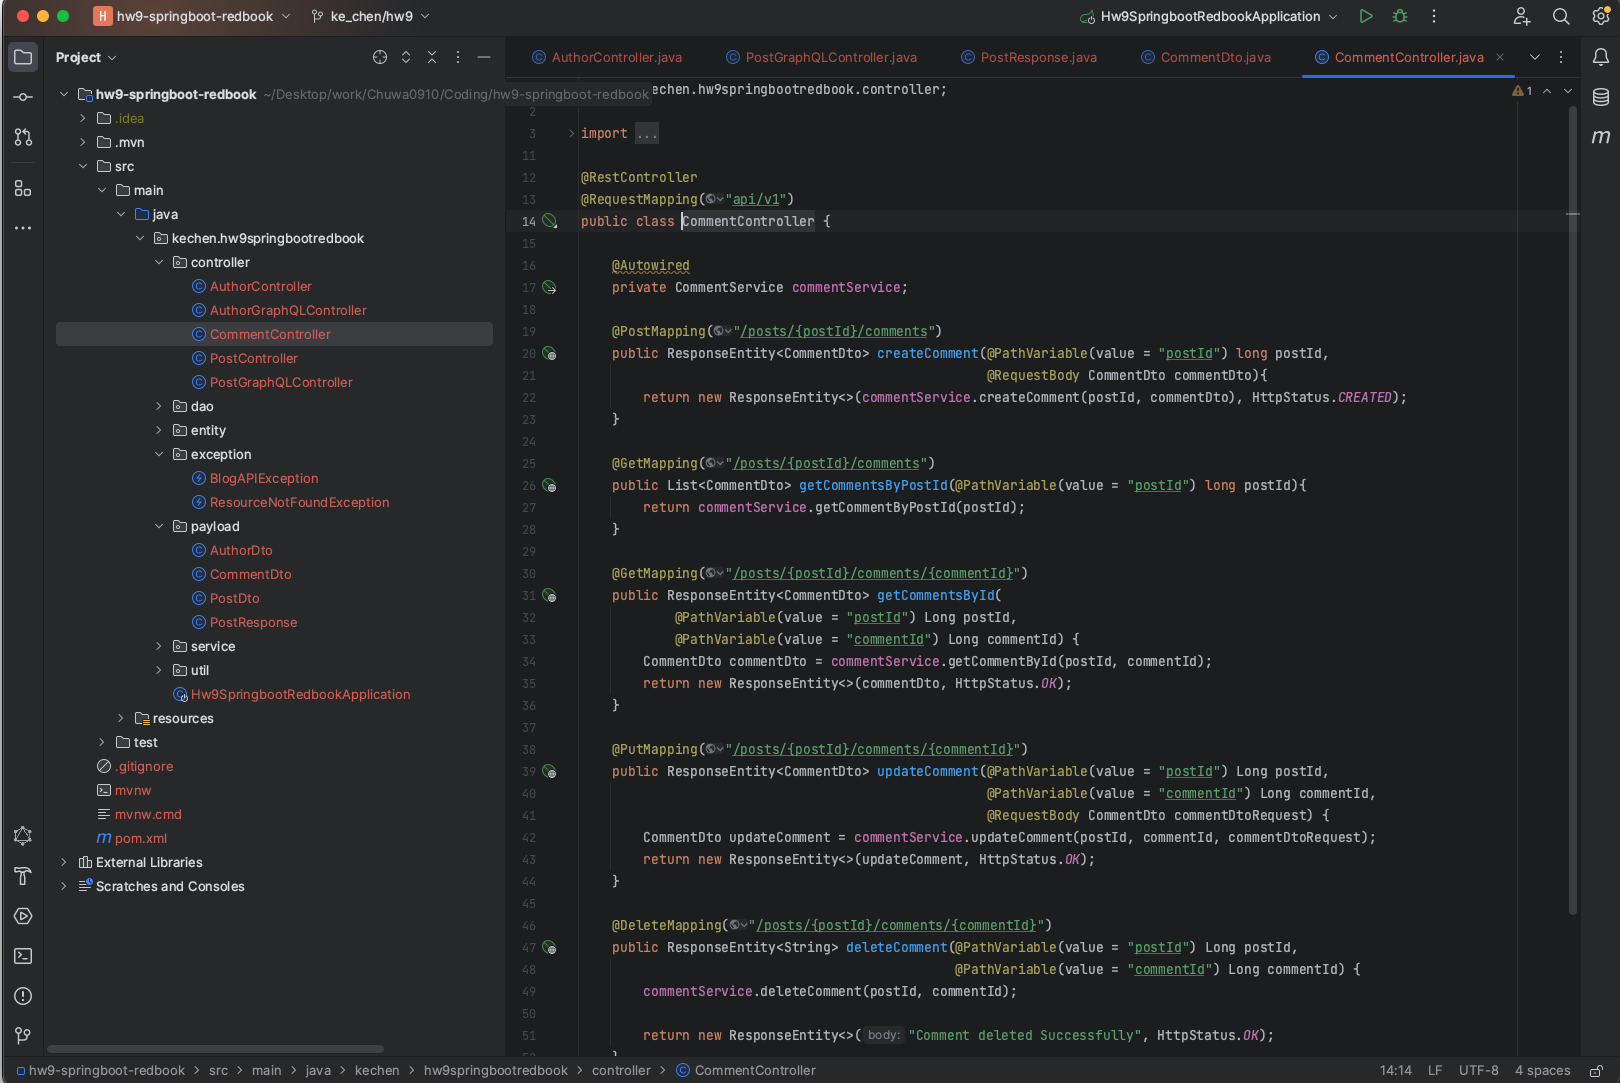 H hw9-springboot-redbook ke_chen/hw9 Hw9SpringbootRedbookApplication
Project
AuthorController.java PostGraphQLController.java PostResponse.java CommentDto.java CommentController.java
hw9-springboot-redbook ~/Desktop/work/Chuwa0910/Coding/hw9-springboot-redbook
.idea
.mvn
src
main
java
kechen.hw9springbootredbook
controller
AuthorController
AuthorGraphQLController
CommentController
PostController
PostGraphQLController
dao
entity
exception
BlogAPIException
ResourceNotFoundException
payload
AuthorDto
CommentDto
PostDto
PostResponse
service
util
Hw9SpringbootRedbookApplication
resources
test
.gitignore
mvnw
mvnw.cmd
m pom.xml
External Libraries
Scratches and Consoles
echen.hw9springbootredbook.controller; 1
2
3 import ...
11
12 @RestController
13 @RequestMapping("api/v1")
14 public class CommentController {
15
16 @Autowired
17 private CommentService commentService;
18
19 @PostMapping("/posts/{postId}/comments")
20 public ResponseEntity<CommentDto> createComment(@PathVariable(value = "postId") long postId,
21 @RequestBody CommentDto commentDto){
22 return new ResponseEntity<>(commentService.createComment(postId, commentDto), HttpStatus.CREATED);
23 }
24
25 @GetMapping("/posts/{postId}/comments")
26 public List<CommentDto> getCommentsByPostId(@PathVariable(value = "postId") long postId){
27 return commentService.getCommentByPostId(postId);
28 }
29
30 @GetMapping("/posts/{postId}/comments/{commentId}")
31 public ResponseEntity<CommentDto> getCommentsById(
32 @PathVariable(value = "postId") Long postId,
33 @PathVariable(value = "commentId") Long commentId) {
34 CommentDto commentDto = commentService.getCommentById(postId, commentId);
35 return new ResponseEntity<>(commentDto, HttpStatus.OK);
36 }
37
38 @PutMapping("/posts/{postId}/comments/{commentId}")
39 public ResponseEntity<CommentDto> updateComment(@PathVariable(value = "postId") Long postId,
40 @PathVariable(value = "commentId") Long commentId,
41 @RequestBody CommentDto commentDtoRequest) {
42 CommentDto updateComment = commentService.updateComment(postId, commentId, commentDtoRequest);
43 return new ResponseEntity<>(updateComment, HttpStatus.OK);
44 }
45
46 @DeleteMapping("/posts/{postId}/comments/{commentId}")
47 public ResponseEntity<String> deleteComment(@PathVariable(value = "postId") Long postId,
48 @PathVariable(value = "commentId") Long commentId) {
49 commentService.deleteComment(postId, commentId);
50
51 return new ResponseEntity<>( body: "Comment deleted Successfully", HttpStatus.OK);
m
hw9-springboot-redbook > src > main > java > kechen > hw9springbootredbook > controller > CommentController 14:14 LF UTF-8 4 spaces